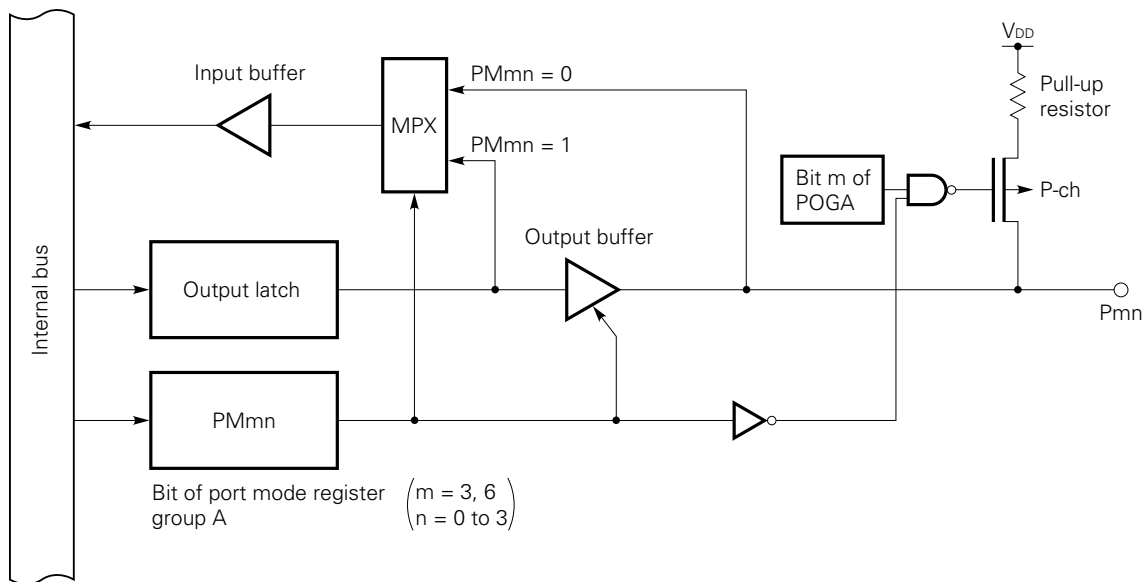 VDD
Input buffer
PMmn = 0
Pull-up
resistor
MPX
PMmn = 1
Bit m of
POGA
P-ch
Output buffer
Internal bus
Output latch
Pmn
PMmn
Bit of port mode register
group A
m = 3, 6
n = 0 to 3